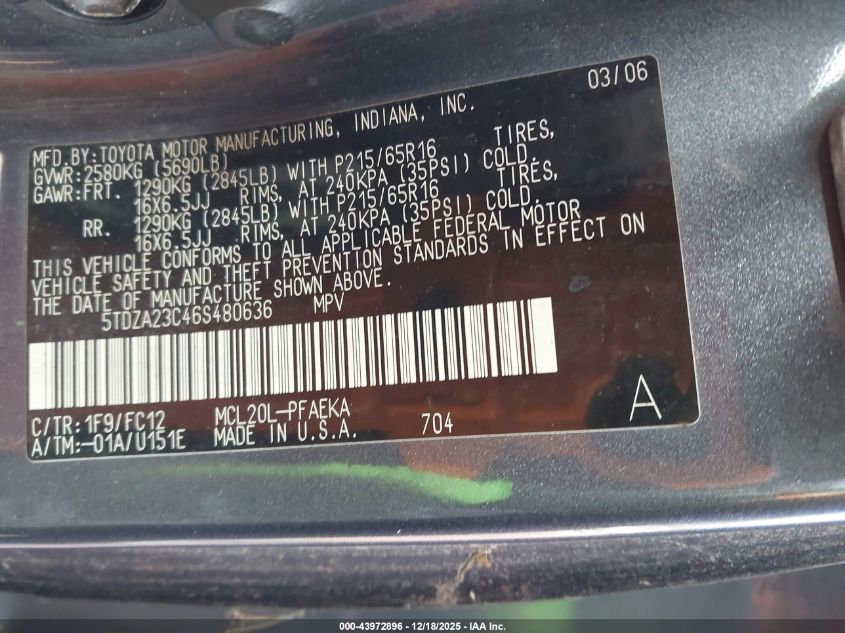 03/06
MFD.BY:TOYOTA MOTOR MANUFACTURING, INDIANA, INC.
GVWR:2580KG (5690LB)
GAWR:FRT. 1290KG (2845LB) WITH P215/65R16 TIRES,
16X6.5JJ RIMS, AT 240KPA (35PSI) COLD.
RR. 1290KG (2845LB) WITH P215/65R16 TIRES,
16X6.5JJ RIMS, AT 240KPA (35PSI) COLD.
THIS VEHICLE CONFORMS TO ALL APPLICABLE FEDERAL MOTOR
VEHICLE SAFETY AND THEFT PREVENTION STANDARDS IN EFFECT ON
THE DATE OF MANUFACTURE SHOWN ABOVE.
5TDZA23C46S480636 MPV
C/TR:1F9/FC12 MCL20L-PFAEKA
A/TM:-01A/U151E MADE IN U.S.A. 704
A
000-43972896 | 12/18/2025 | IAA Inc.